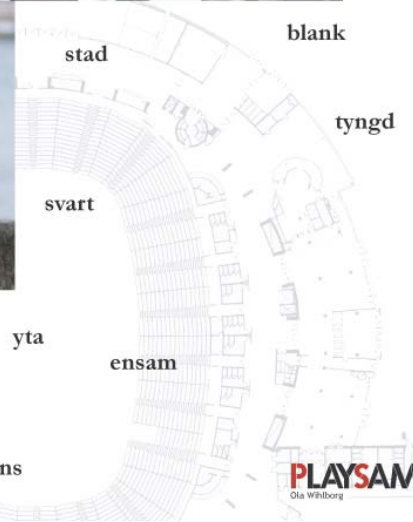 blank
stad
tyngd
svart
yta
ensam
ns
PLAYSAM
Ola Wihlborg